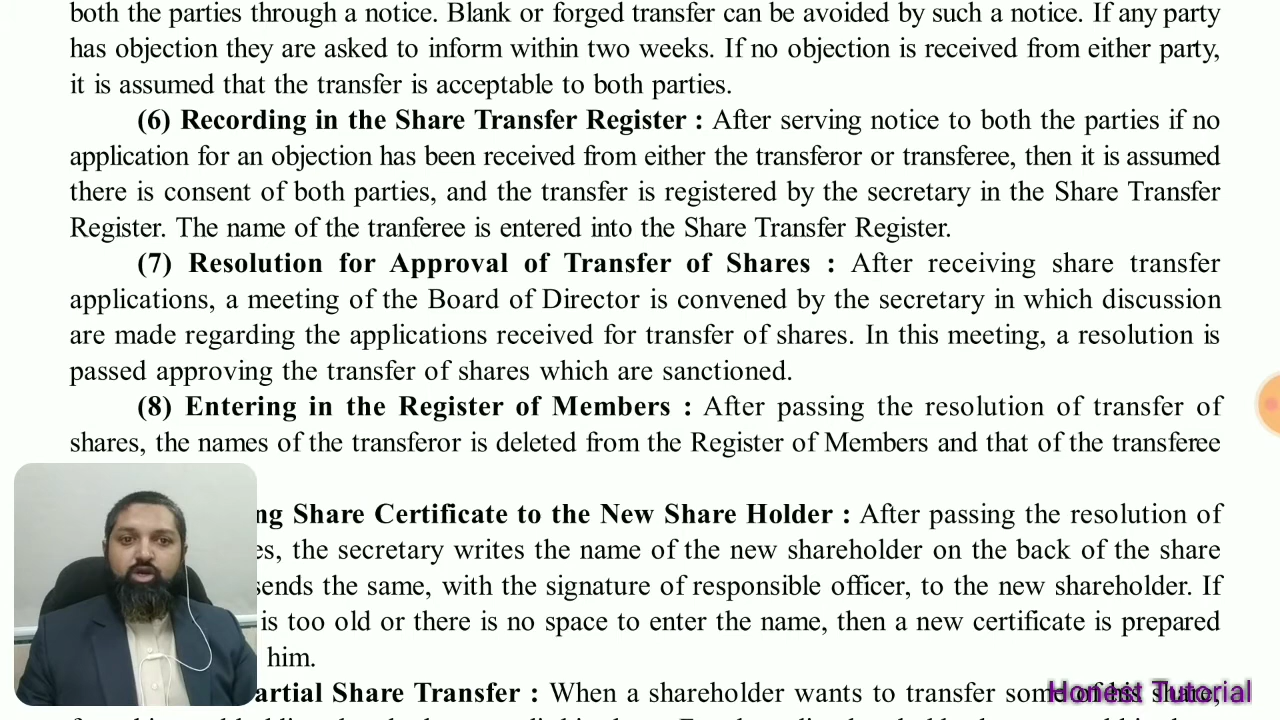 both the parties through a notice. Blank or forged transfer can be avoided by such a notice. If any party
has objection they are asked to inform within two weeks. If no objection is received from either party,
it is assumed that the transfer is acceptable to both parties.
(6) Recording in the Share Transfer Register : After serving notice to both the parties if no
application for an objection has been received from either the transferor or transferee, then it is assumed
there is consent of both parties, and the transfer is registered by the secretary in the Share Transfer
Register. The name of the tranferee is entered into the Share Transfer Register.
(7) Resolution for Approval of Transfer of Shares : After receiving share transfer
applications, a meeting of the Board of Director is convened by the secretary in which discussion
are made regarding the applications received for transfer of shares. In this meeting, a resolution is
passed approving the transfer of shares which are sanctioned.
(8) Entering in the Register of Members : After passing the resolution of transfer of
shares, the names of the transferor is deleted from the Register of Members and that of the transferee
ng Share Certificate to the New Share Holder : After passing the resolution of
es, the secretary writes the name of the new shareholder on the back of the share
sends the same, with the signature of responsible officer, to the new shareholder. If
is too old or there is no space to enter the name, then a new certificate is prepared
him.
artial Share Transfer : When a shareholder wants to transfer some of his share,
Honest Tutorial